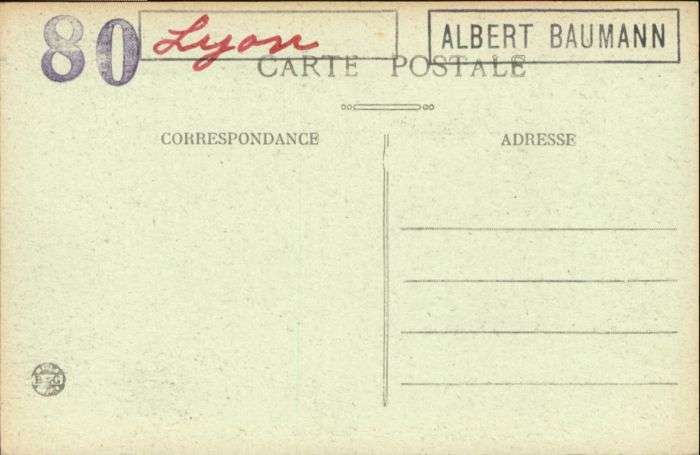 80 Lyon ALBERT BAUMANN
CARTE POSTALE
CORRESPONDANCE ADRESSE